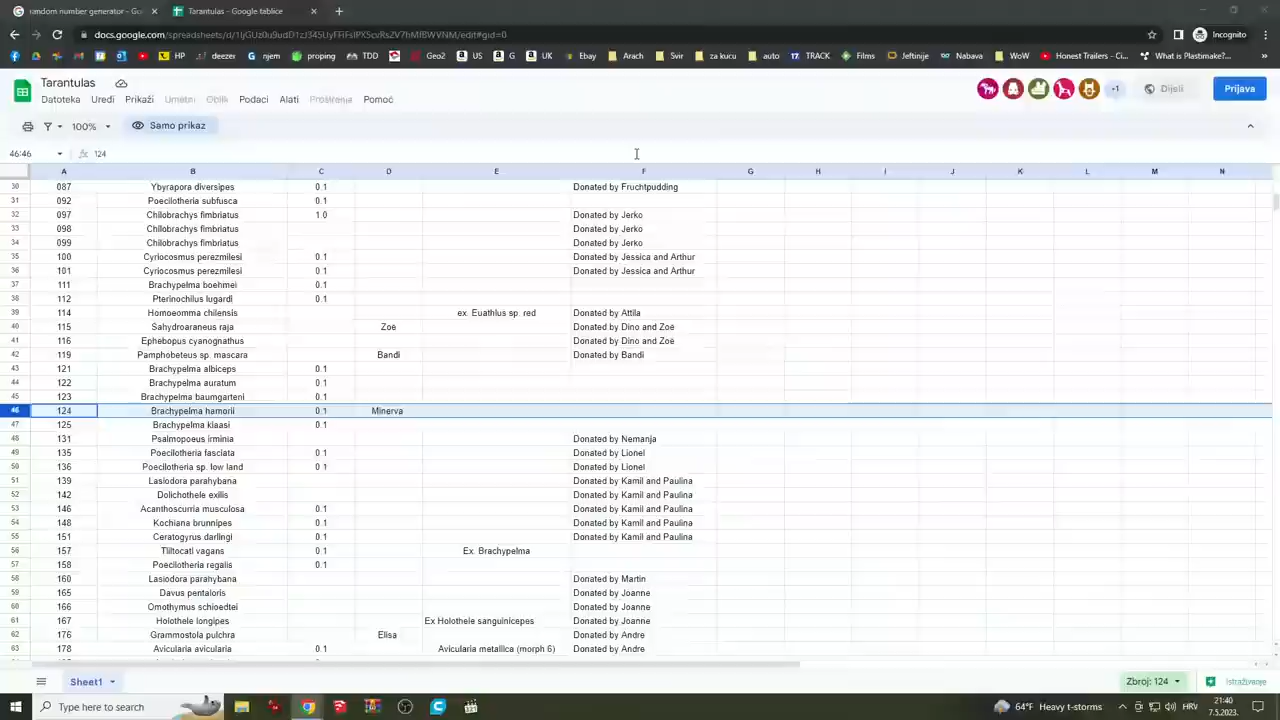 random number generator - Go
Tarantulas - Google tablice
docs.google.com
Incognito
HP
deezer
njem
proping
TDD
Geo2
US
G
UK
Ebay
Arach
Svir
za kucu
auto
TRACK
Films
Jeftinije
Nabava
WoW
Honest Trailers - Ci...
What is Plastimake?...
Tarantulas
Datoteka Uredi Prikaži Umetni Oblik Podaci Alati Proširenja Pomoć
+1 Dijeli Prijava
100% Samo prikaz
46:46 fx 124
A B C D E F G H I J K L M N
30 087 Ybyrapora diversipes Donated by Fruchtpudding
31 092 Poecilotheria subfusca 0.1
32 097 Chilobrachys fimbriatus 1.0 Donated by Jerko
33 098 Chilobrachys fimbriatus Donated by Jerko
34 099 Chilobrachys fimbriatus Donated by Jerko
35 100 Cyriocosmus perezmilesi 0.1 Donated by Jessica and Arthur
36 101 Cyriocosmus perezmilesi 0.1 Donated by Jessica and Arthur
37 111 Brachypelma boehmei 0.1
38 112 Pterinochilus lugardi 0.1
39 114 Homoeomma chilensis ex. Euathlus sp. red Donated by Attila
40 115 Sahydroaraneus raja Zoë Donated by Dino and Zoë
41 116 Ephebopus cyanognathus Donated by Dino and Zoë
42 119 Pamphobeteus sp. mascara Bandi Donated by Bandi
43 121 Brachypelma albiceps 0.1
44 122 Brachypelma auratum 0.1
45 123 Brachypelma baumgarteni 0.1
46 124 Brachypelma hamorii 0.1 Minerva
47 125 Brachypelma klaasi 0.1
48 131 Psalmopoeus irminia Donated by Nemanja
49 135 Poecilotheria fasciata 0.1 Donated by Lionel
50 136 Poecilotheria sp. low land 0.1 Donated by Lionel
51 139 Lasiodora parahybana Donated by Kamil and Paulina
52 142 Dolichothele exilis Donated by Kamil and Paulina
53 146 Acanthoscurria musculosa 0.1 Donated by Kamil and Paulina
54 148 Kochiana brunnipes 0.1 Donated by Kamil and Paulina
55 151 Ceratogyrus darlingi 0.1 Donated by Kamil and Paulina
56 157 Tliltocatl vagans 0.1 Ex. Brachypelma
57 158 Poecilotheria regalis 0.1
58 160 Lasiodora parahybana Donated by Martin
59 165 Davus pentaloris Donated by Joanne
60 166 Omothymus schioedtei Donated by Joanne
61 167 Holothele longipes Ex Holothele sanguinicepes Donated by Joanne
62 176 Grammostola pulchra Elisa Donated by Andre
63 178 Avicularia avicularia 0.1 Avicularia metallica (morph 6) Donated by Andre
Sheet1
Zbroj: 124
Istraživanje
Type here to search
64°F Heavy t-storms
HRV
21:40
7.5.2023.